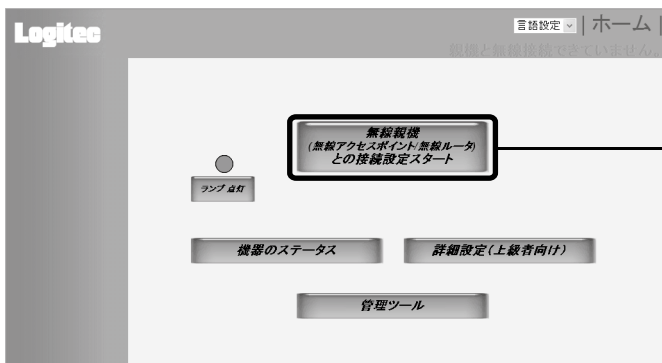 Logitec
言語設定 | ホーム |
親機と無線接続できていません。
無線親機
(無線アクセスポイント/無線ルータ)
との接続設定スタート
ランプ 点灯
機器のステータス
詳細設定(上級者向け)
管理ツール